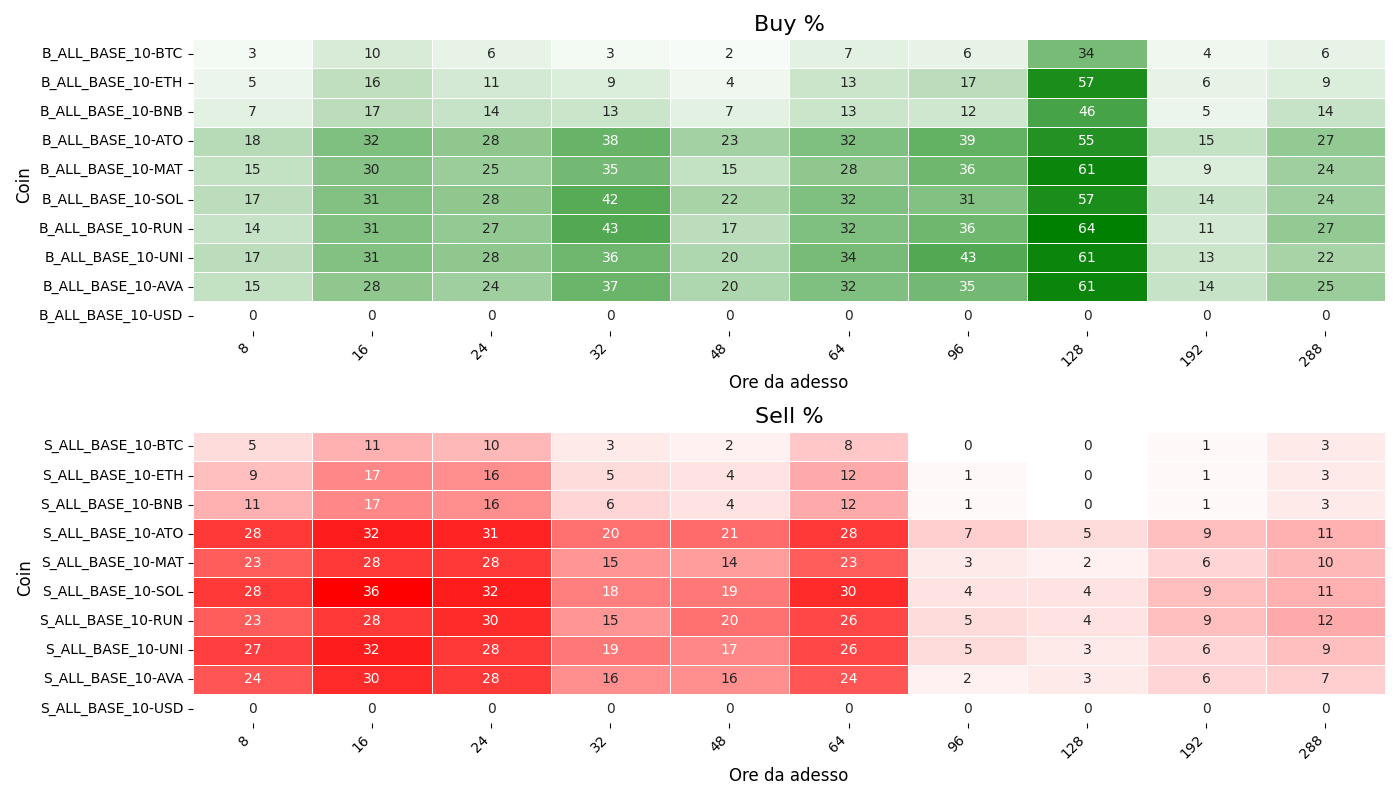 Buy %
Coin
B_ALL_BASE_10-BTC 3 10 6 3 2 7 6 34 4 6
B_ALL_BASE_10-ETH 5 16 11 9 4 13 17 57 6 9
B_ALL_BASE_10-BNB 7 17 14 13 7 13 12 46 5 14
B_ALL_BASE_10-ATO 18 32 28 38 23 32 39 55 15 27
B_ALL_BASE_10-MAT 15 30 25 35 15 28 36 61 9 24
B_ALL_BASE_10-SOL 17 31 28 42 22 32 31 57 14 24
B_ALL_BASE_10-RUN 14 31 27 43 17 32 36 64 11 27
B_ALL_BASE_10-UNI 17 31 28 36 20 34 43 61 13 22
B_ALL_BASE_10-AVA 15 28 24 37 20 32 35 61 14 25
B_ALL_BASE_10-USD 0 0 0 0 0 0 0 0 0 0
8 16 24 32 48 64 96 128 192 288
Ore da adesso
Sell %
Coin
S_ALL_BASE_10-BTC 5 11 10 3 2 8 0 0 1 3
S_ALL_BASE_10-ETH 9 17 16 5 4 12 1 0 1 3
S_ALL_BASE_10-BNB 11 17 16 6 4 12 1 0 1 3
S_ALL_BASE_10-ATO 28 32 31 20 21 28 7 5 9 11
S_ALL_BASE_10-MAT 23 28 28 15 14 23 3 2 6 10
S_ALL_BASE_10-SOL 28 36 32 18 19 30 4 4 9 11
S_ALL_BASE_10-RUN 23 28 30 15 20 26 5 4 9 12
S_ALL_BASE_10-UNI 27 32 28 19 17 26 5 3 6 9
S_ALL_BASE_10-AVA 24 30 28 16 16 24 2 3 6 7
S_ALL_BASE_10-USD 0 0 0 0 0 0 0 0 0 0
8 16 24 32 48 64 96 128 192 288
Ore da adesso